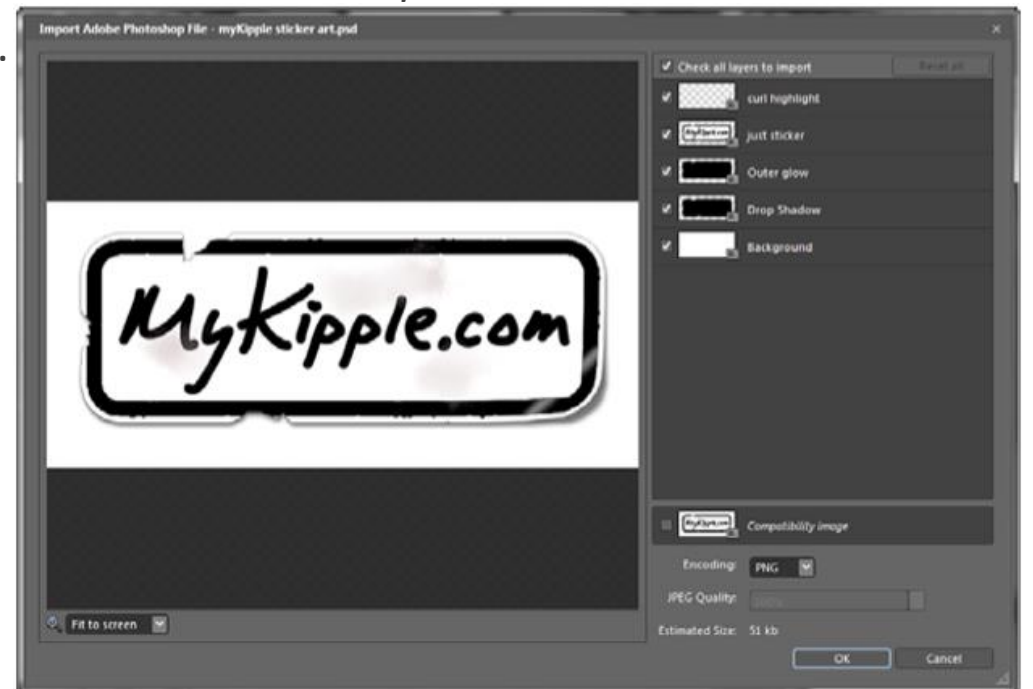 Import Adobe Photoshop File - myKipple sticker art.psd
Check all layers to import
Reset all
curl highlight
just sticker
Outer glow
Drop Shadow
Background
MyKipple.com
Compatibility image
Encoding: PNG
JPEG Quality:
Estimated Size: 51 kb
Fit to screen
OK
Cancel